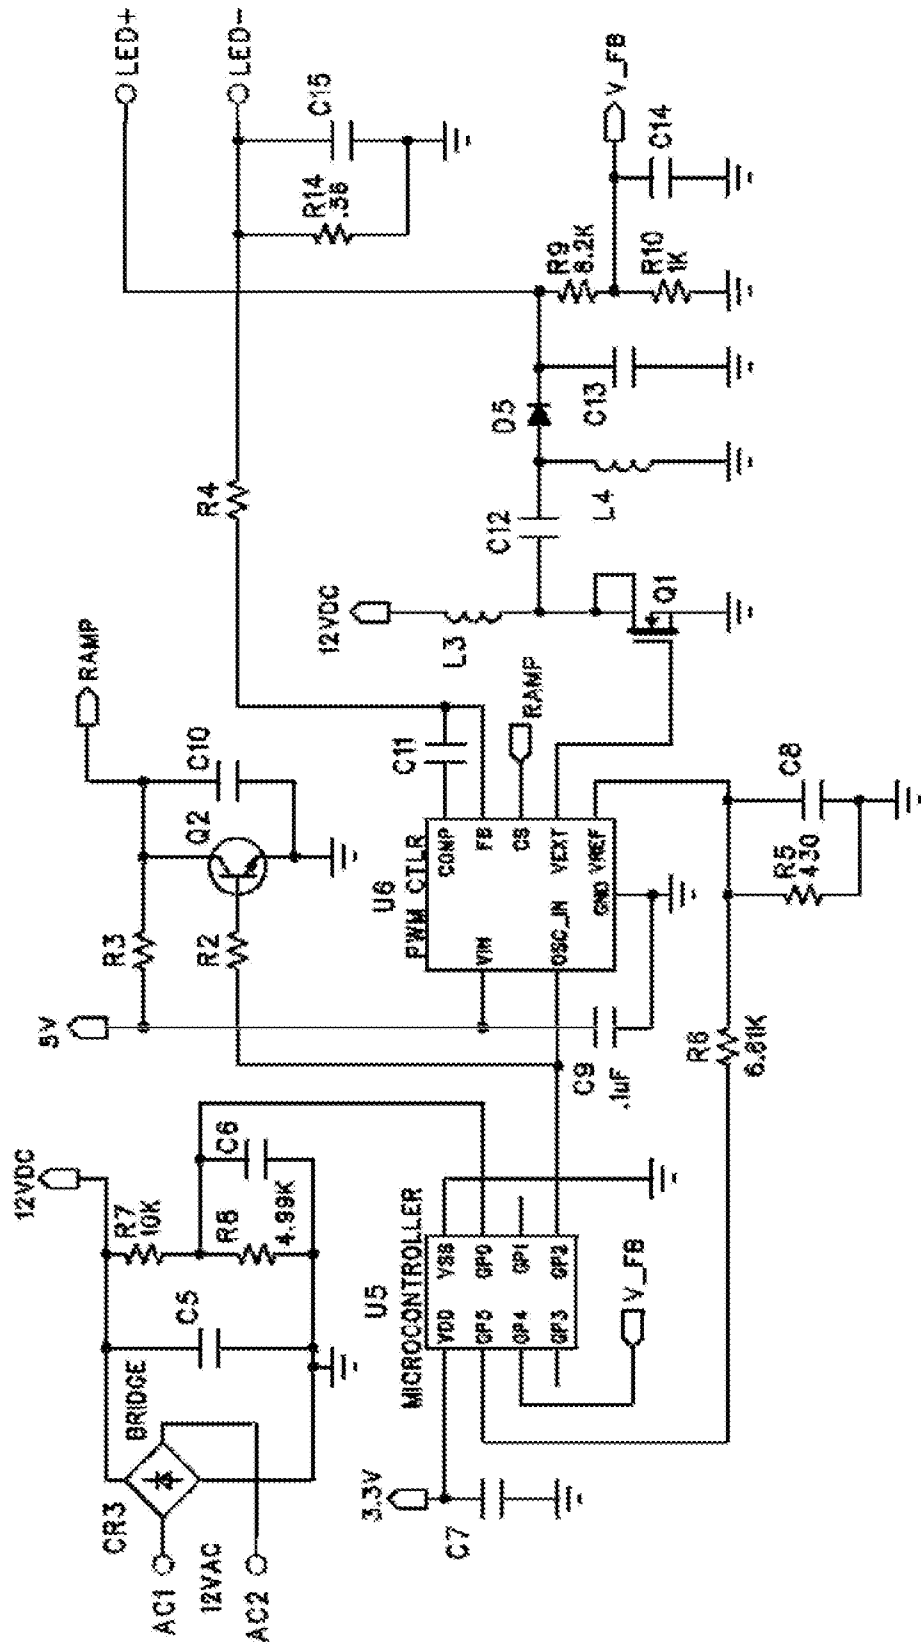 AC1
12VAC
AC2
CR3
BRIDGE
C5
12VDC
R7
10K
R8
4.99K
C6
5V
R3
R2
Q2
C10
RAMP
R4
LED+
LED-
R14
.56
C15
3.3V
C7
U5
MICROCONTROLLER
VDD
VSS
GP5
GP0
GP4
GP1
GP3
GP2
V_FB
C9
.1uF
U6
PWM CTLR
VIN
COMP
FB
CS
OSC_IN
VEXT
GND
VREF
C11
RAMP
12VDC
L3
Q1
C12
L4
D5
C13
R9
8.2K
R10
1K
C14
V_FB
R6
6.81K
R5
430
C8